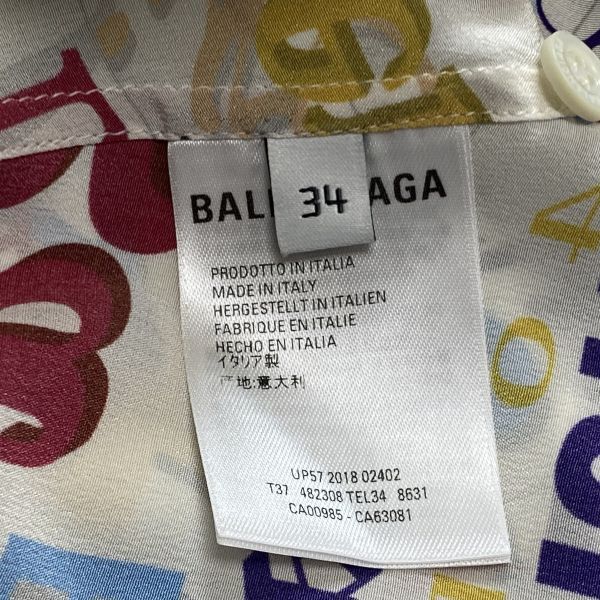 BAL AGA
34
PRODOTTO IN ITALIA
MADE IN ITALY
HERGESTELLT IN ITALIEN
FABRIQUE EN ITALIE
HECHO EN ITALIA
イタリア製
产地:意大利
UP57 2018 02402
T37 482308 TEL34 8631
CA00985 - CA63081